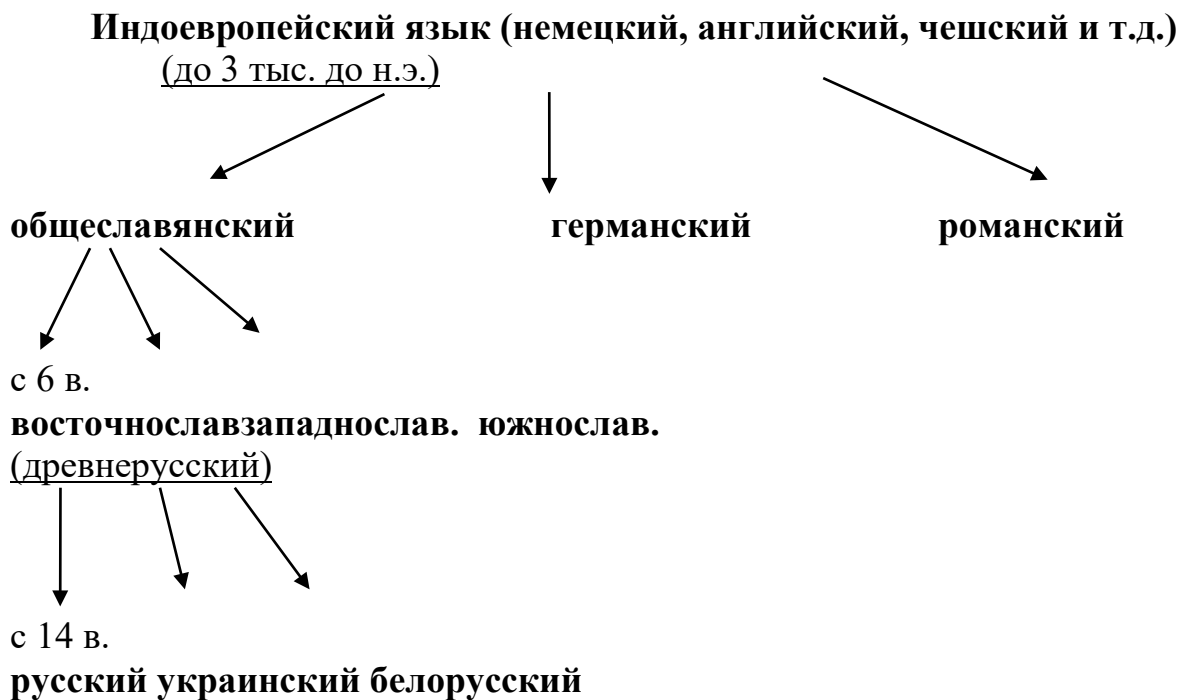 Индоевропейский язык (немецкий, английский, чешский и т.д.)
(до 3 тыс. до н.э.)
общеславянский германский романский
с 6 в.
восточнославзападнослав. южнослав.
(древнерусский)
с 14 в.
русский украинский белорусский